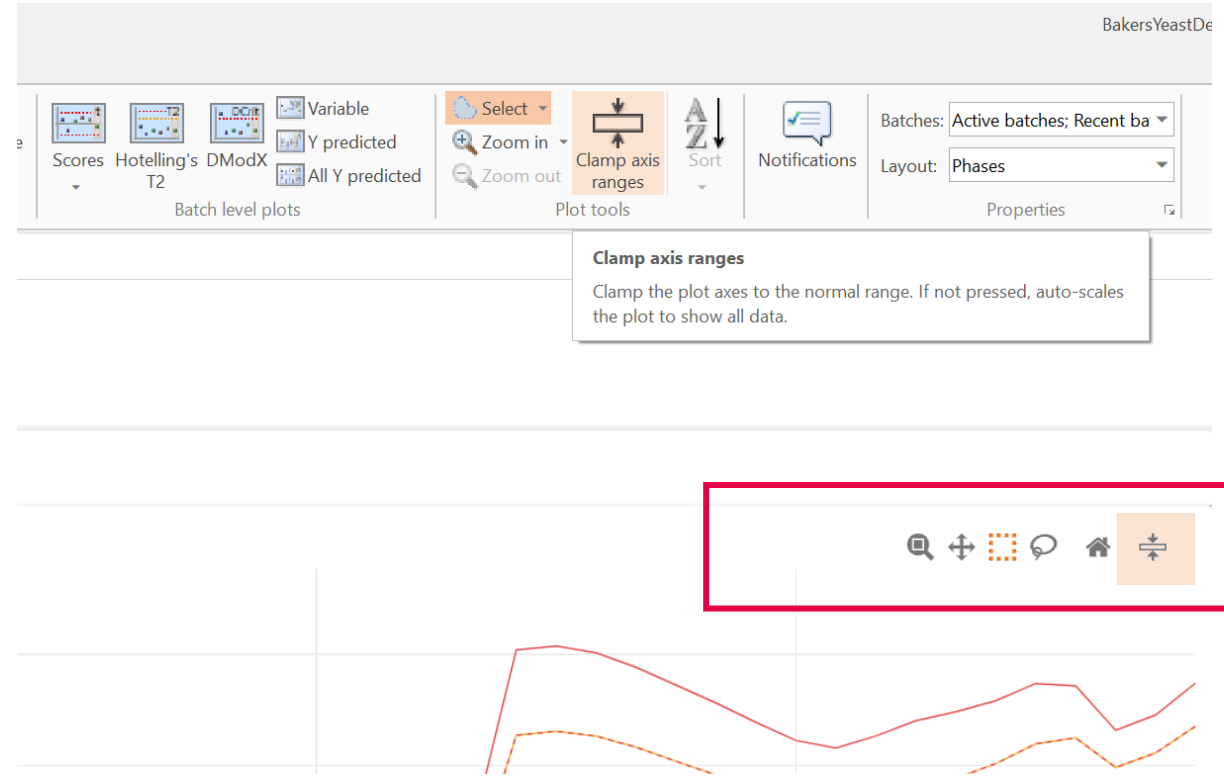 BakersYeastDe
Variable
Y predicted
All Y predicted
Scores
Hotelling's
T2
DModX
Batch level plots
Select
Zoom in
Zoom out
Clamp axis
ranges
Sort
Plot tools
Notifications
Batches: Active batches; Recent ba
Layout: Phases
Properties
Clamp axis ranges
Clamp the plot axes to the normal range. If not pressed, auto-scales
the plot to show all data.